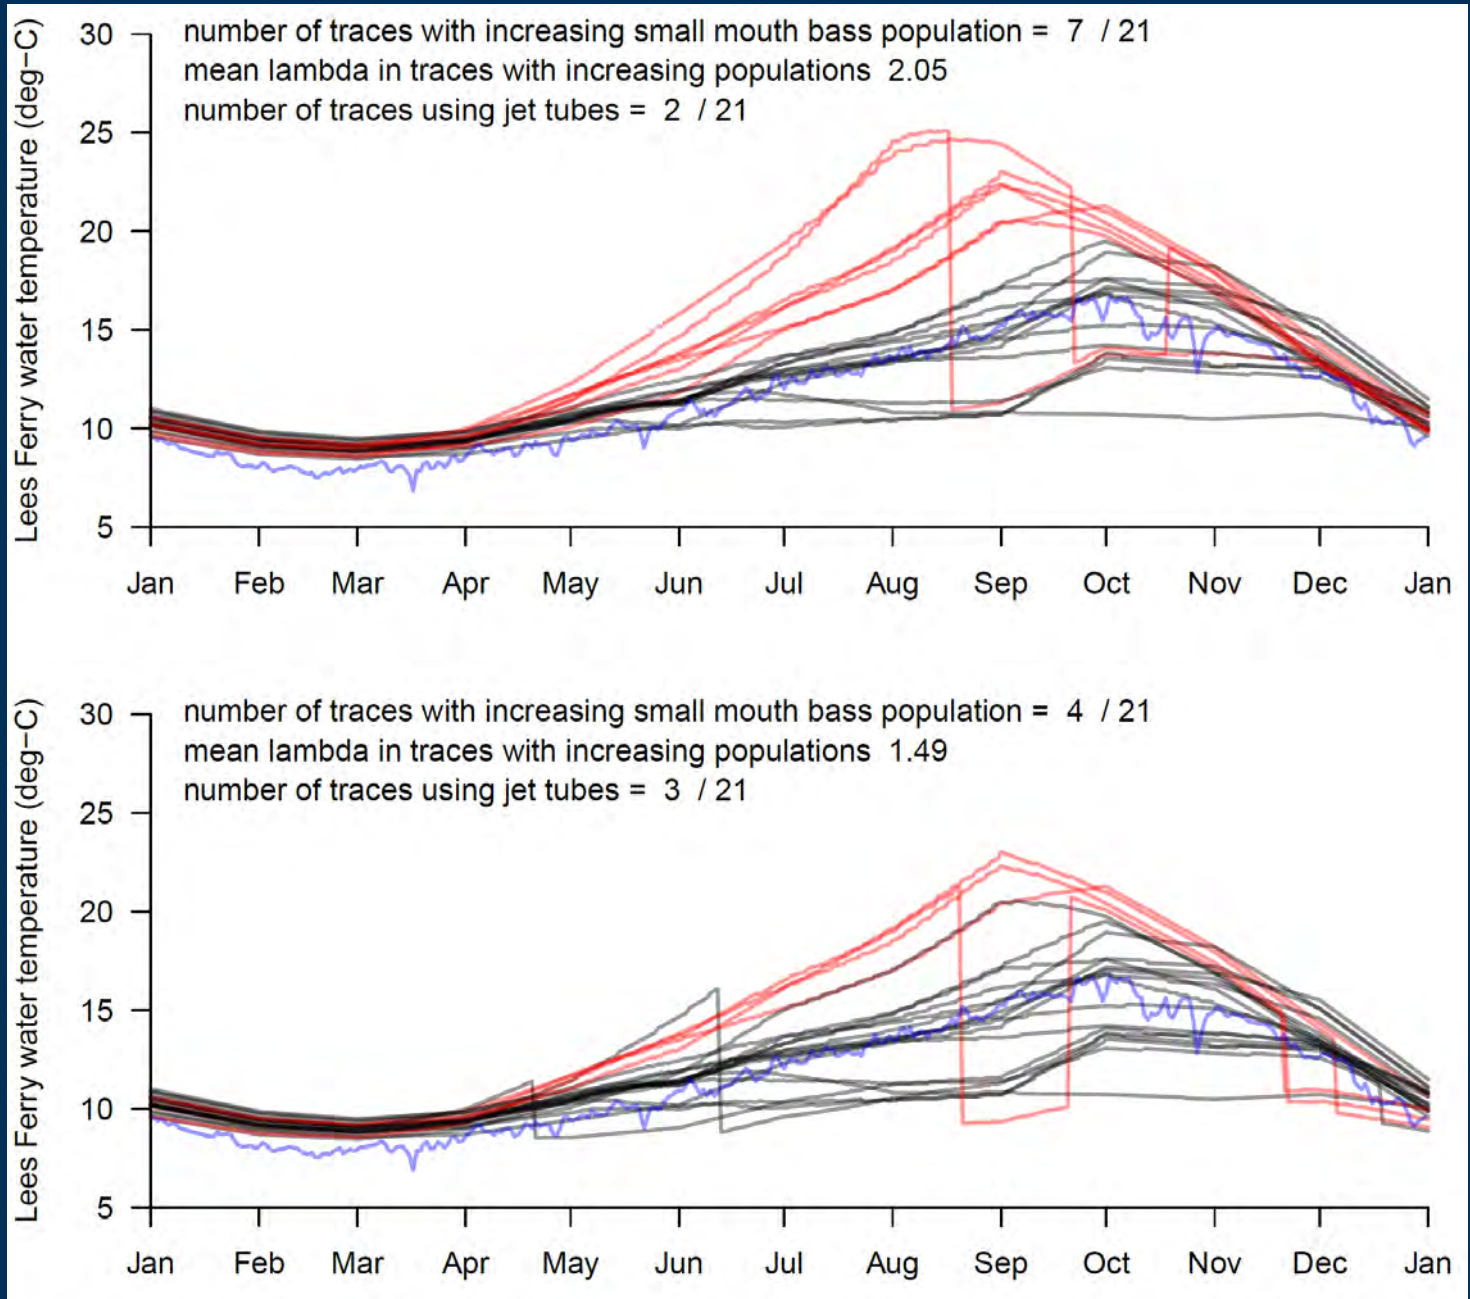 number of traces with increasing small mouth bass population = 7 / 21
mean lambda in traces with increasing populations 2.05
number of traces using jet tubes = 2 / 21
Lees Ferry water temperature (deg−C)
30
25
20
15
10
5
Jan Feb Mar Apr May Jun Jul Aug Sep Oct Nov Dec Jan
number of traces with increasing small mouth bass population = 4 / 21
mean lambda in traces with increasing populations 1.49
number of traces using jet tubes = 3 / 21
Lees Ferry water temperature (deg−C)
30
25
20
15
10
5
Jan Feb Mar Apr May Jun Jul Aug Sep Oct Nov Dec Jan